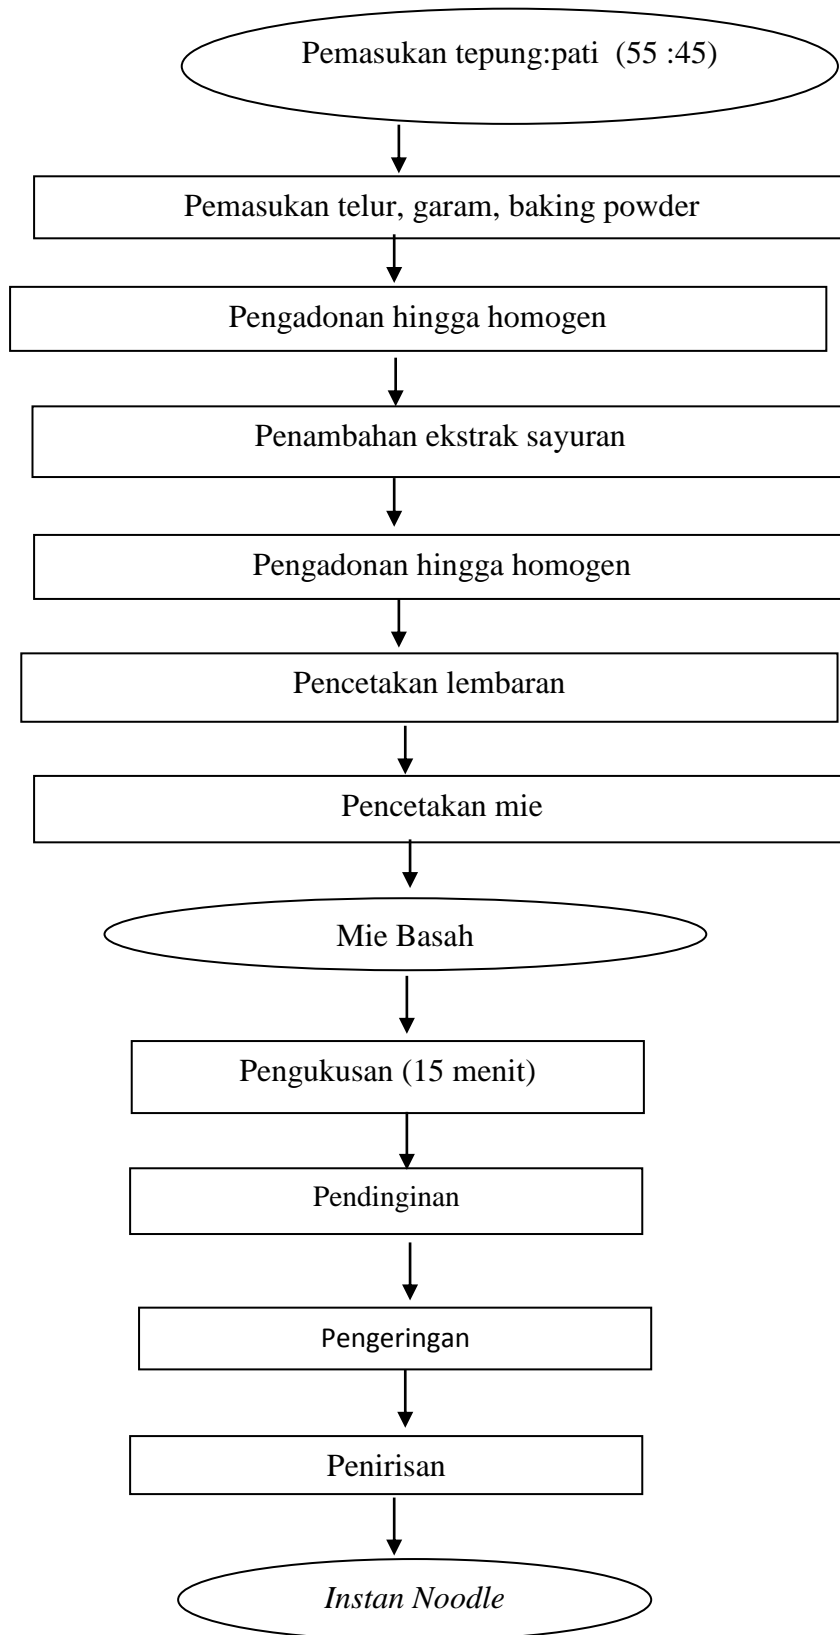 Pemasukan tepung:pati (55 :45)
Pemasukan telur, garam, baking powder
Pengadonan hingga homogen
Penambahan ekstrak sayuran
Pengadonan hingga homogen
Pencetakan lembaran
Pencetakan mie
Mie Basah
Pengukusan (15 menit)
Pendinginan
Pengeringan
Penirisan
Instan Noodle